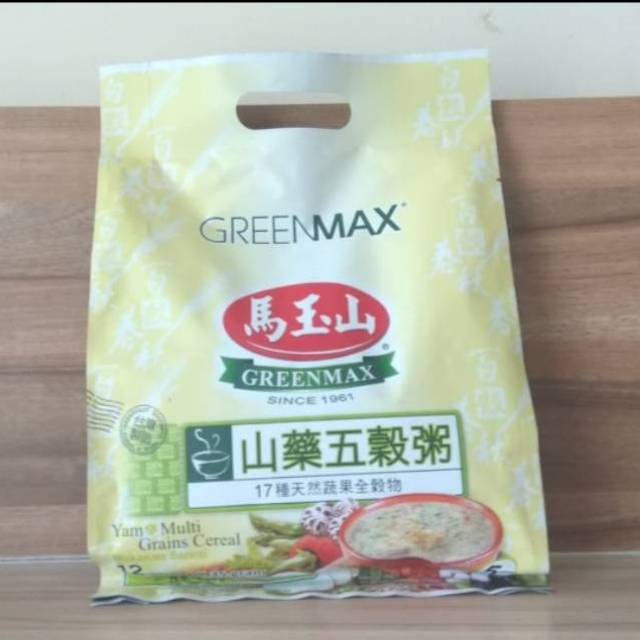 GREENMAX®
馬玉山
®
GREENMAX
SINCE 1961
山藥五穀粥
17種天然蔬果全穀物
Yam Multi
Grains Cereal
12